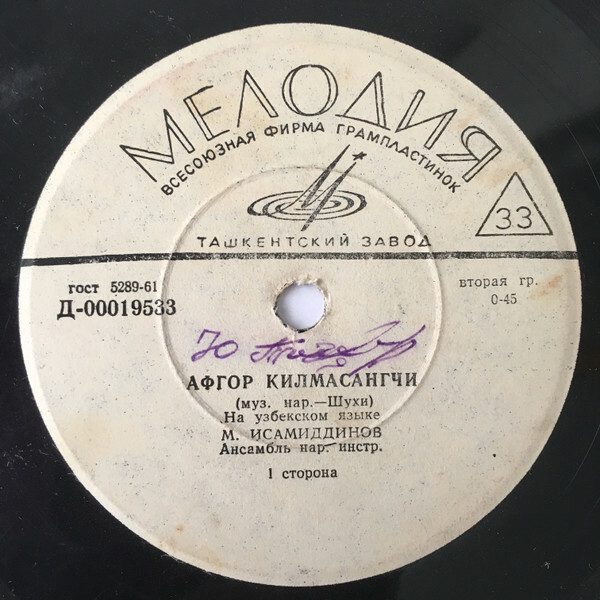 МЕЛОДИЯ
ВСЕСОЮЗНАЯ ФИРМА ГРАМПЛАСТИНОК
ТАШКЕНТСКИЙ ЗАВОД
33
гост 5289-61
Д-00019533
вторая гр.
0-45
АФГОР КИЛМАСАНГЧИ
(муз. нар.—Шухи)
На узбекском языке
М. ИСАМИДДИНОВ
Ансамбль нар. инстр.
1 сторона